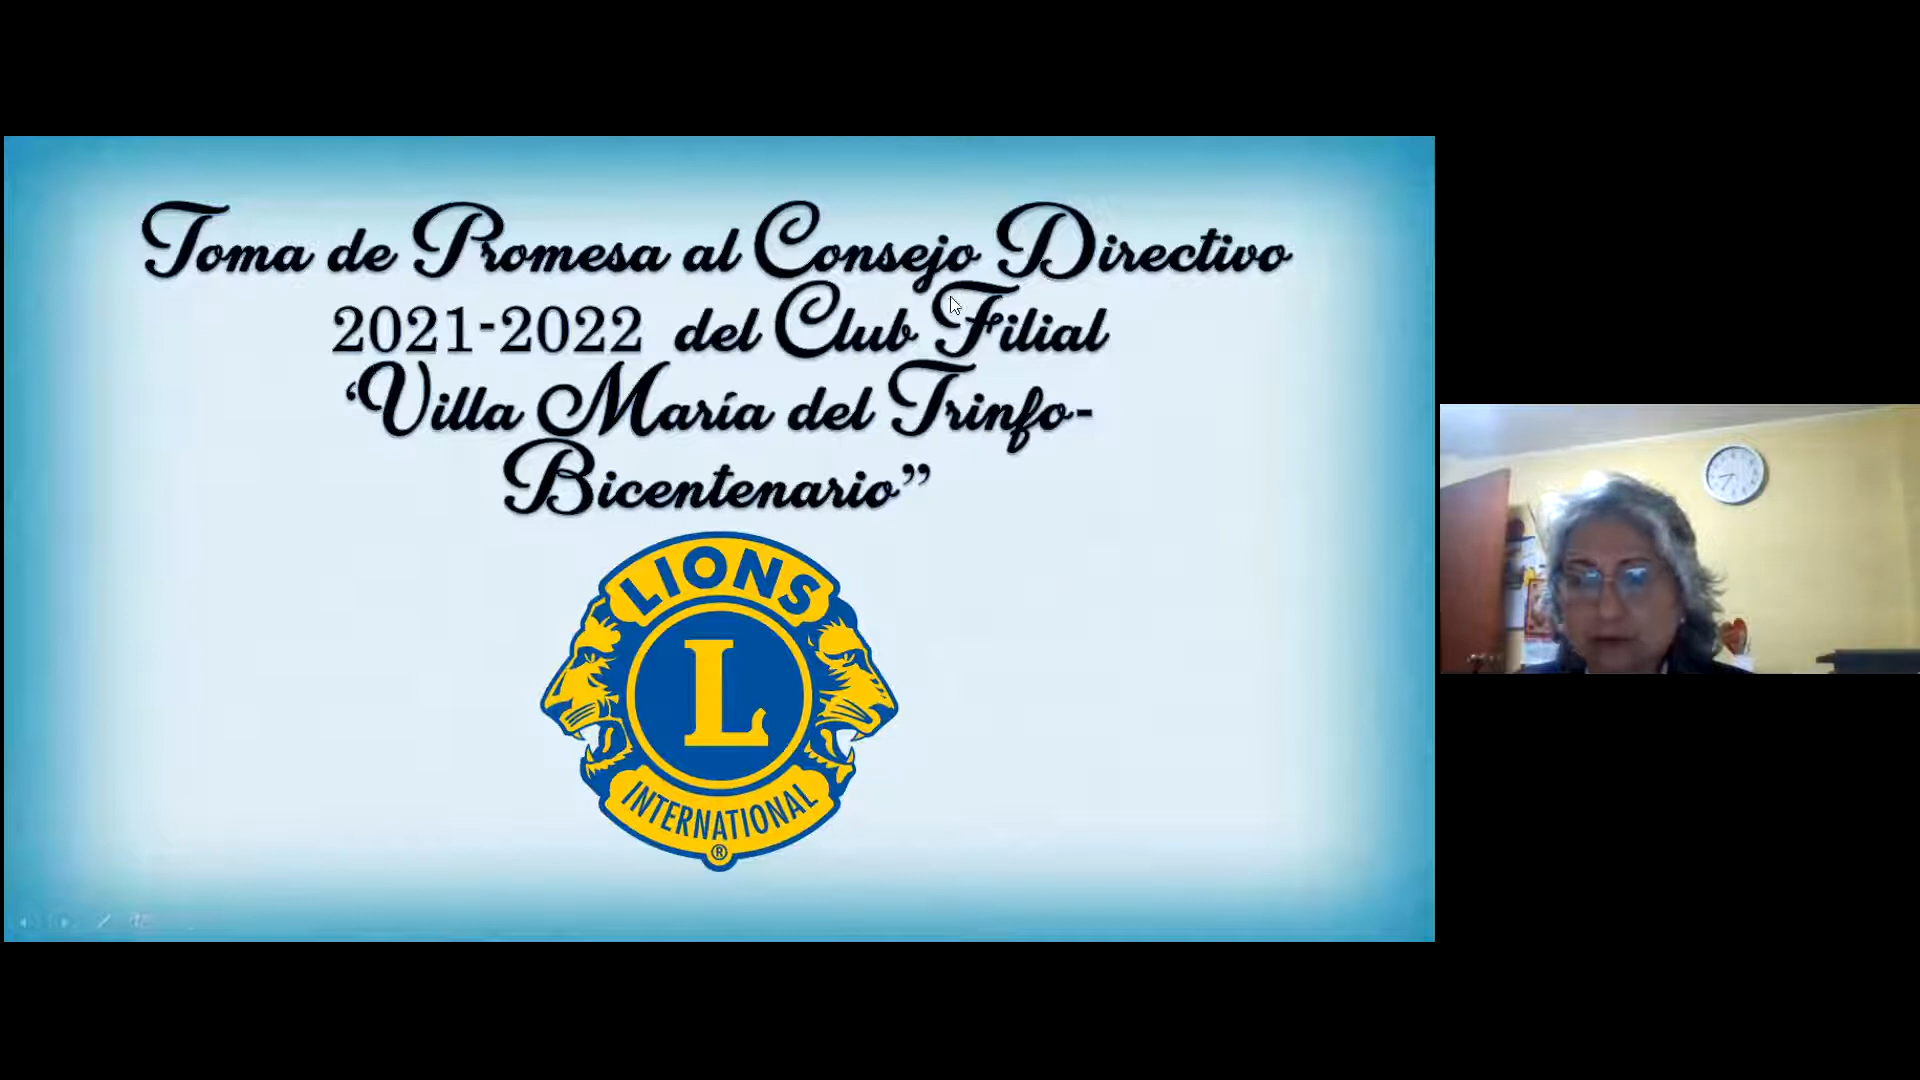 Toma de Promesa al Consejo Directivo
2021-2022 del Club Filial
“Villa María del Trinfo-
Bicentenario”
LIONS
L
INTERNATIONAL
®